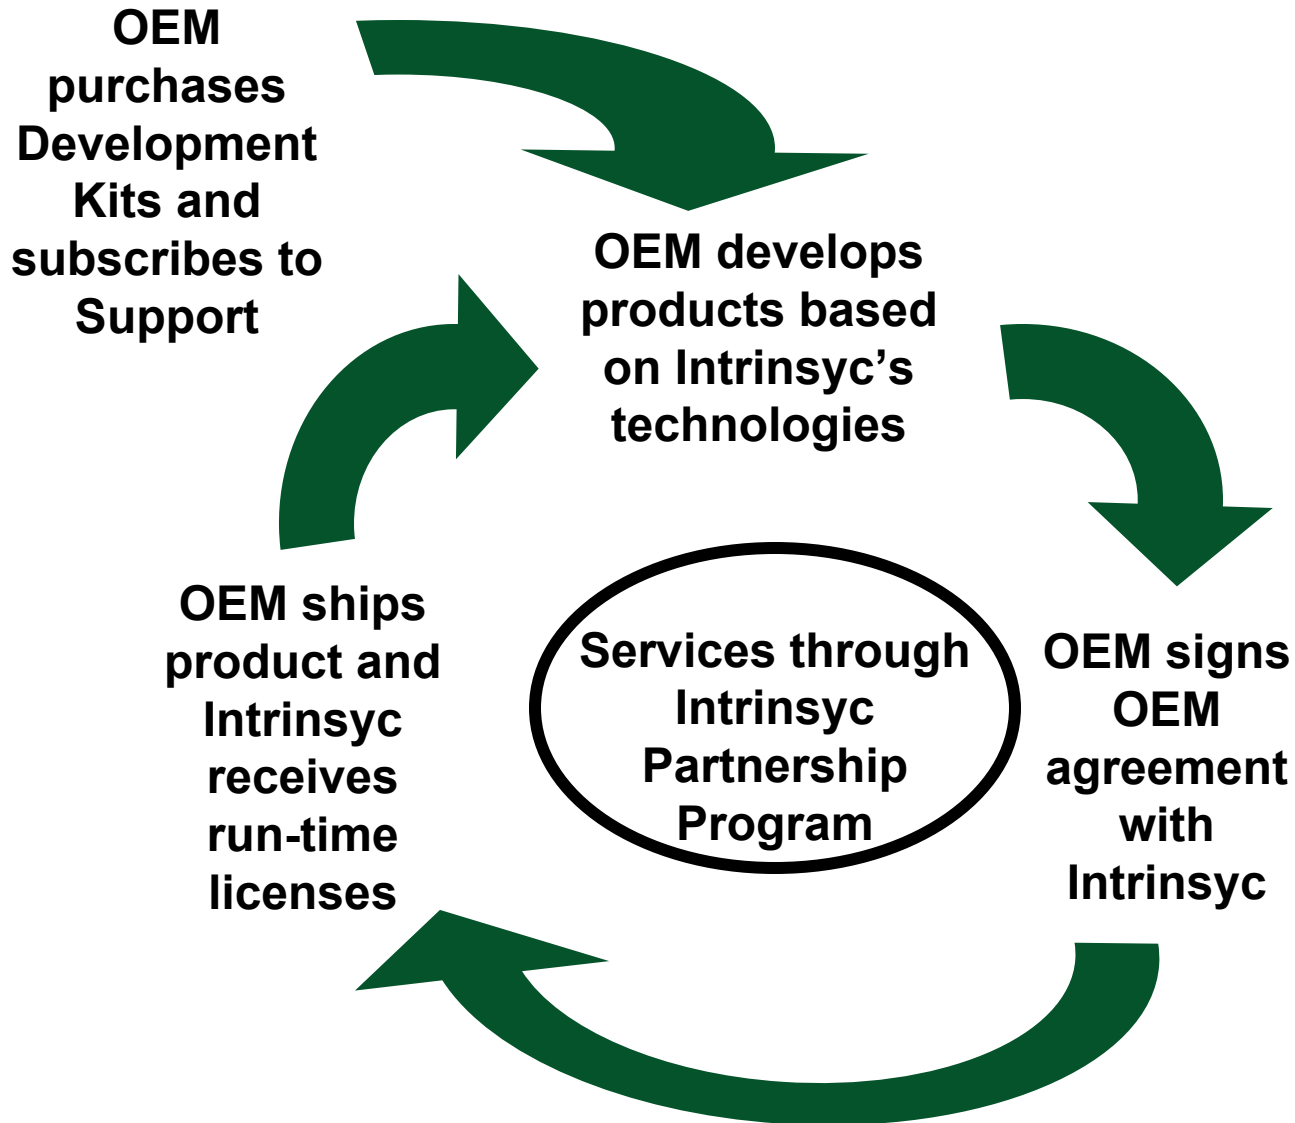 OEM
purchases
Development
Kits and
subscribes to
Support
OEM develops
products based
on Intrinsyc’s
technologies
OEM signs
OEM
agreement
with
Intrinsyc
OEM ships
product and
Intrinsyc
receives
run-time
licenses
Services through
Intrinsyc
Partnership
Program